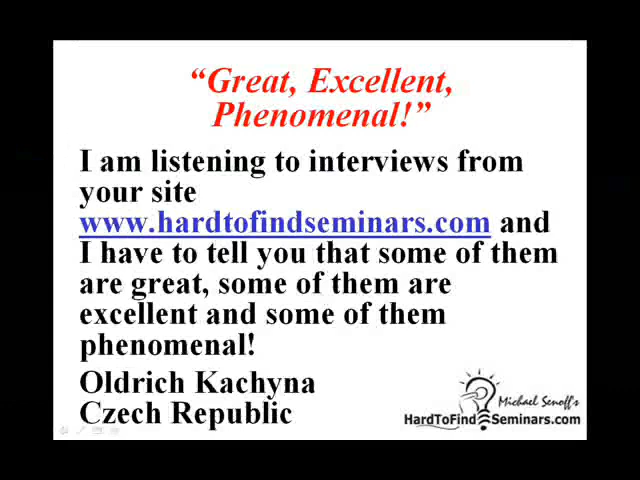 “Great, Excellent,
Phenomenal!”
I am listening to interviews from
your site
www.hardtofindseminars.com and
I have to tell you that some of them
are great, some of them are
excellent and some of them
phenomenal!
Oldrich Kachyna
Czech Republic
Michael Senoff's
HardToFindSeminars.com